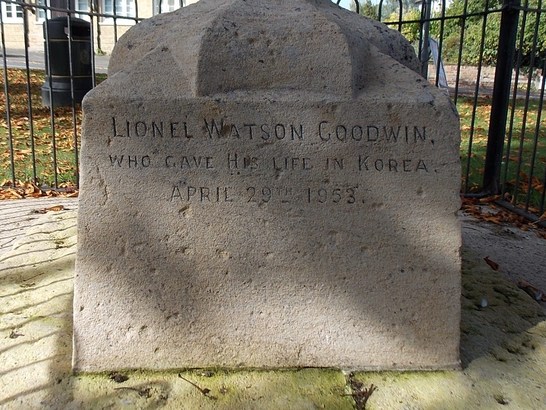 LIONEL WATSON GOODWIN,
WHO GAVE HIS LIFE IN KOREA.
APRIL 29TH 1953.